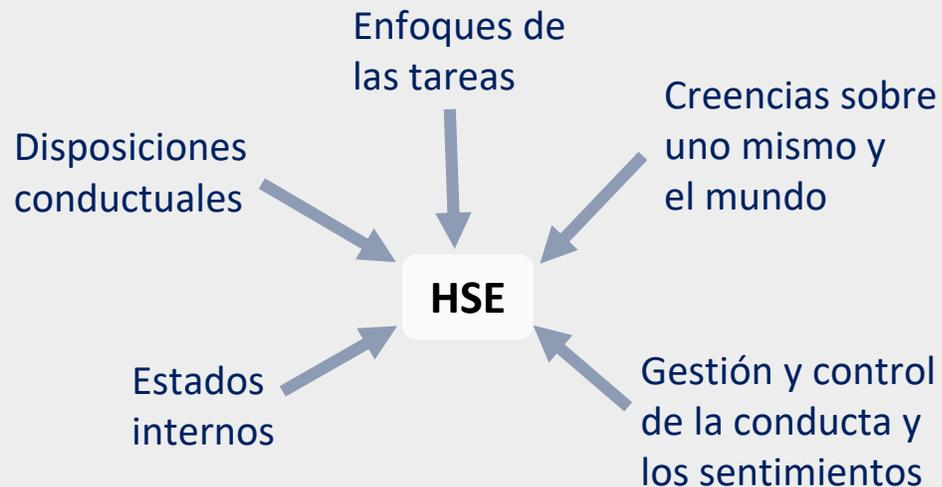 Enfoques de
las tareas
Creencias sobre
uno mismo y
el mundo
Disposiciones
conductuales
HSE
Estados
internos
Gestión y control
de la conducta y
los sentimientos